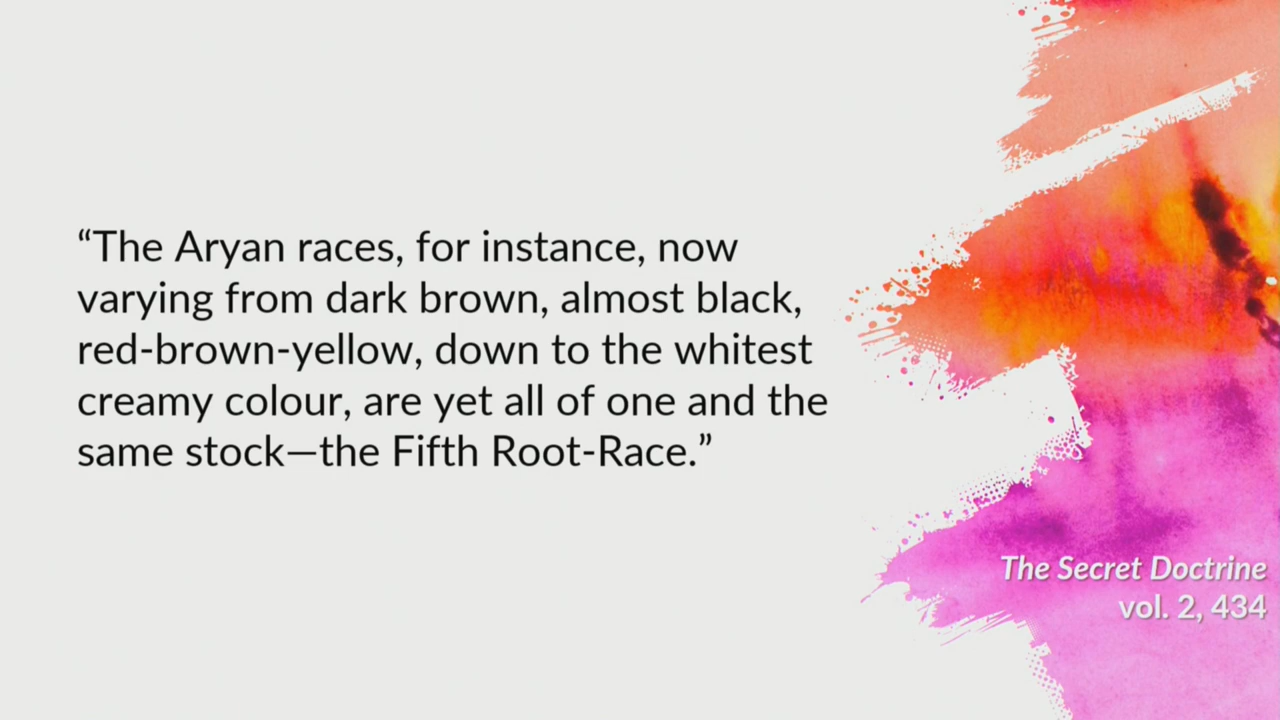 “The Aryan races, for instance, now
varying from dark brown, almost black,
red-brown-yellow, down to the whitest
creamy colour, are yet all of one and the
same stock—the Fifth Root-Race.”
The Secret Doctrine
vol. 2, 434